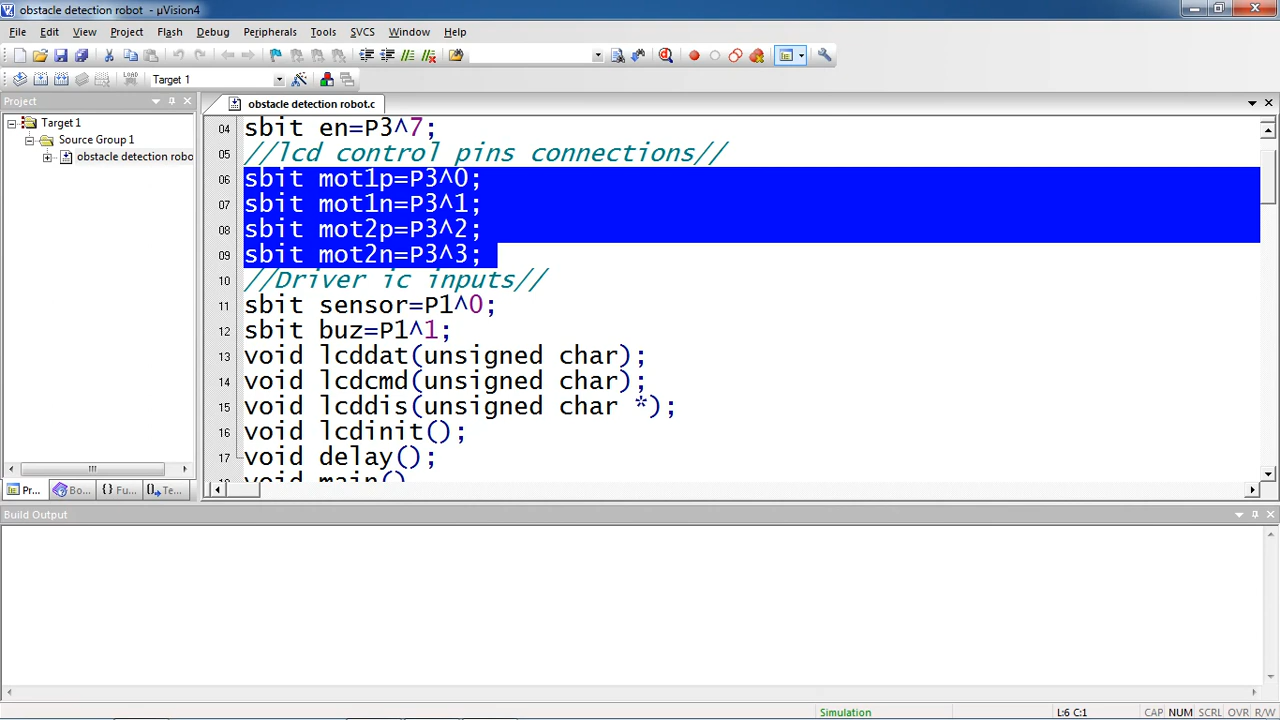 obstacle detection robot - µVision4
File Edit View Project Flash Debug Peripherals Tools SVCS Window Help
LOAD Target 1
Project
obstacle detection robot.c
Target 1
Source Group 1
obstacle detection robo
04 sbit en=P3^7;
05 //lcd control pins connections//
06 sbit mot1p=P3^0;
07 sbit mot1n=P3^1;
08 sbit mot2p=P3^2;
09 sbit mot2n=P3^3;
10 //Driver ic inputs//
11 sbit sensor=P1^0;
12 sbit buz=P1^1;
13 void lcddat(unsigned char);
14 void lcdcmd(unsigned char);
15 void lcddis(unsigned char *);
16 void lcdinit();
17 void delay();
18 void main()
Pr... Bo... {} Fu... Te...
Build Output
Simulation L:6 C:1 CAP NUM SCRL OVR R/W